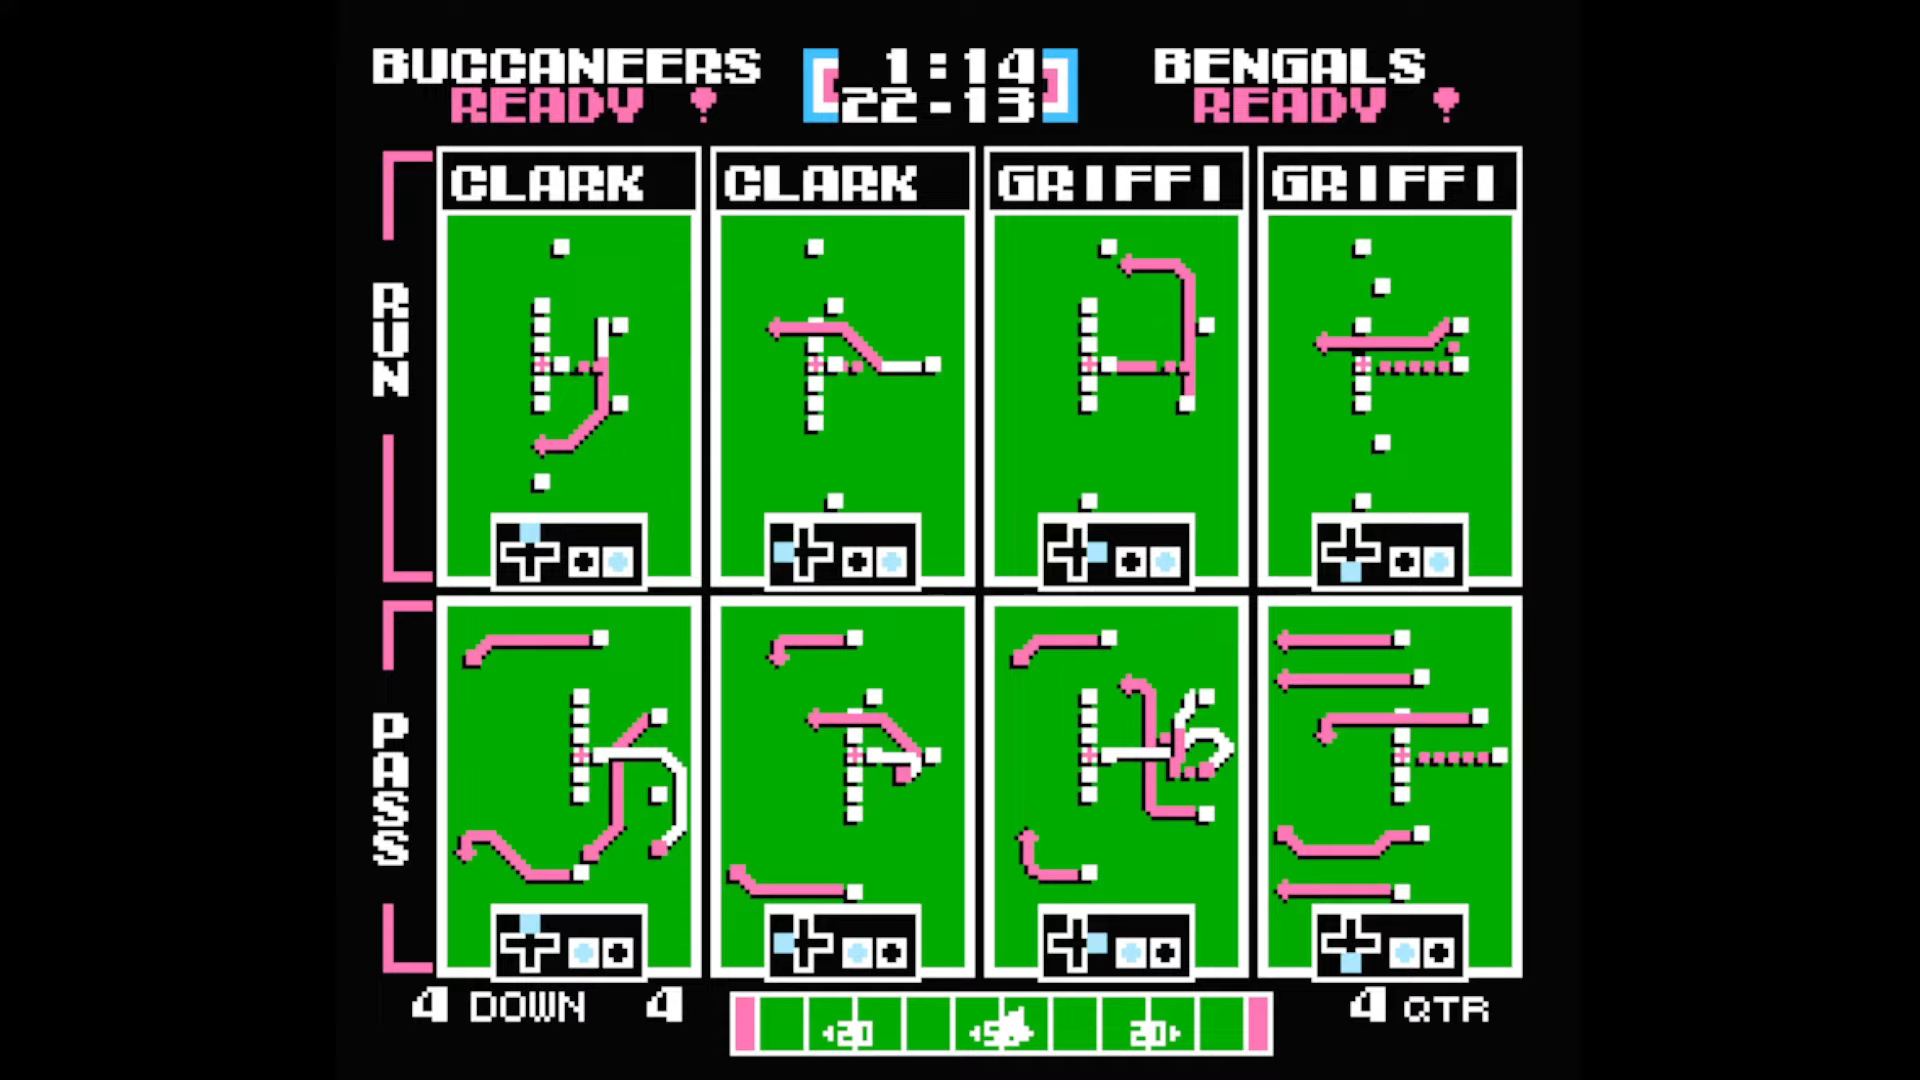 BUCCANEERS 1:14 BENGALS
READY ! 22-13 READY !
CLARK CLARK GRIFFI GRIFFI
RUN
PASS
4 DOWN 4 4 QTR
20 50 20